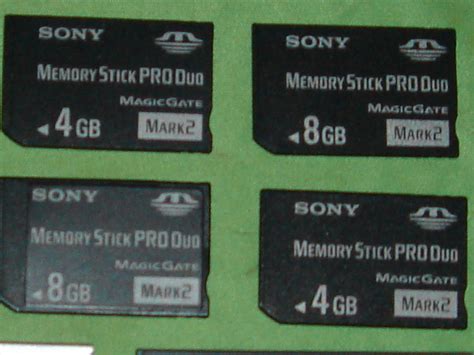 SONY
MEMORY STICK PRO DUO
MAGICGATE
4GB MARK2
SONY
MEMORY STICK PRO DUO
MAGICGATE
8GB MARK2
SONY
MEMORY STICK PRO DUO
MAGICGATE
8GB MARK2
SONY
MEMORY STICK PRO DUO
MAGICGATE
4GB MARK2